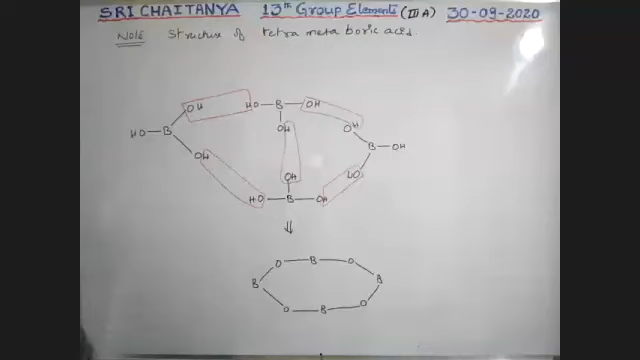 SRI CHAITANYA 13th Group Elements (III A) 30-09-2020
Note Structure of tetra meta boric acid.
OH HO-B-OH
HO-B OH OH
B-OH
OH OH HO
HO-B-OH
⇓
O B O
B B
O B O